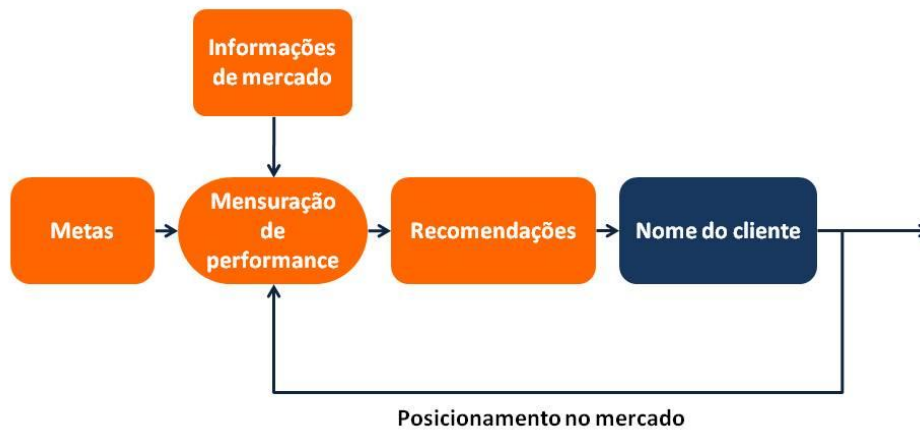 Informações
de mercado
Metas
Mensuração
de
performance
Recomendações
Nome do cliente
Posicionamento no mercado